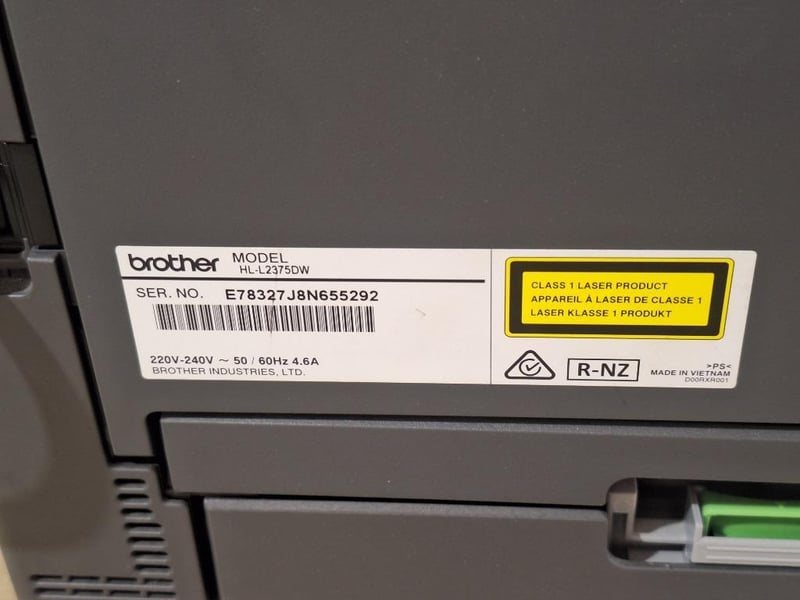 brother MODEL
HL-L2375DW
SER. NO. E78327J8N655292
220V-240V ~ 50 / 60Hz 4.6A
BROTHER INDUSTRIES, LTD.
CLASS 1 LASER PRODUCT
APPAREIL À LASER DE CLASSE 1
LASER KLASSE 1 PRODUKT
R-NZ
>PS<
MADE IN VIETNAM
D00RXR001